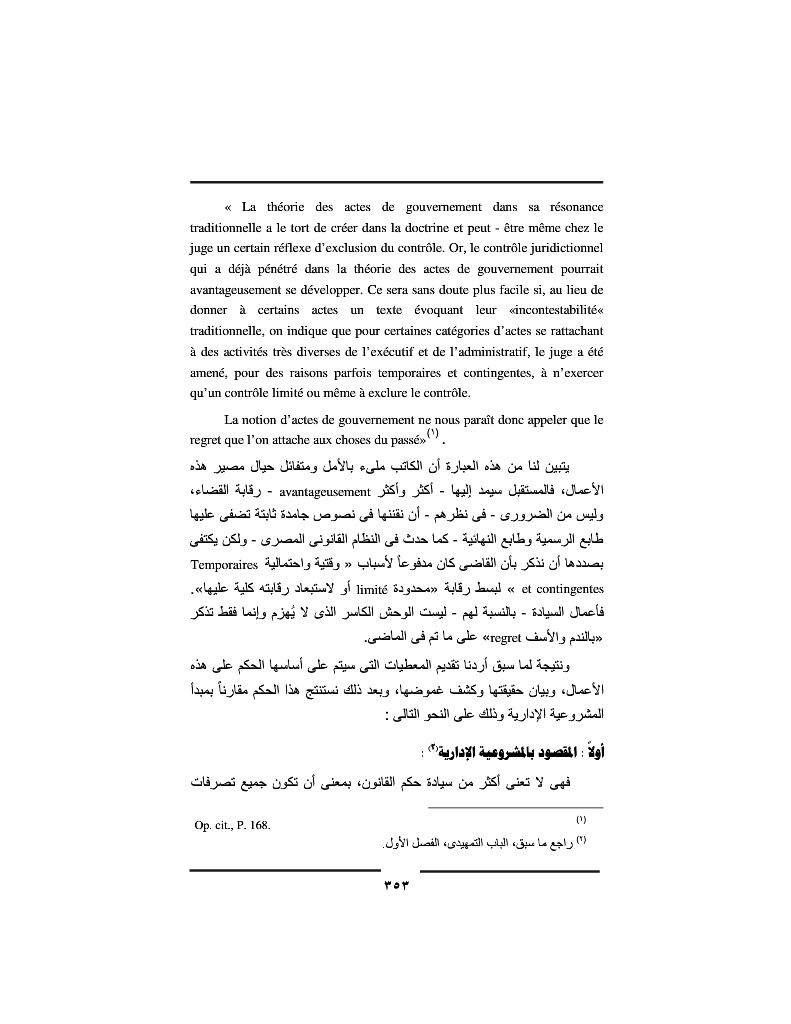 « La théorie des actes de gouvernement dans sa résonance
traditionnelle a le tort de créer dans la doctrine et peut - être même chez le
juge un certain réflexe d’exclusion du contrôle. Or, le contrôle juridictionnel
qui a déjà pénétré dans la théorie des actes de gouvernement pourrait
avantageusement se développer. Ce sera sans doute plus facile si, au lieu de
donner à certains actes un texte évoquant leur «incontestabilité«
traditionnelle, on indique que pour certaines catégories d’actes se rattachant
à des activités très diverses de l’exécutif et de l’administratif, le juge a été
amené, pour des raisons parfois temporaires et contingentes, à n’exercer
qu’un contrôle limité ou même à exclure le contrôle.
La notion d’actes de gouvernement ne nous paraît donc appeler que le
regret que l’on attache aux choses du passé»(١) .
يتبين لنا من هذه العبارة أن الكاتب ملىء بالأمل ومتفائل حيال مصير هذه
الأعمال، فالمستقبل سيمد إليها - أكثر وأكثر avantageusement - رقابة القضاء،
وليس من الضرورى - فى نظرهم - أن نقننها فى نصوص جامدة ثابتة تضفى عليها
طابع الرسمية وطابع النهائية - كما حدث فى النظام القانونى المصرى - ولكن يكتفى
بصددها أن نذكر بأن القاضى كان مدفوعاً لأسباب « وقتية واحتمالية Temporaires
et contingentes » لبسط رقابة «محدودة limité أو لاستبعاد رقابته كلية عليها».
فأعمال السيادة - بالنسبة لهم - ليست الوحش الكاسر الذى لا يُهزم وإنما فقط تذكر
«بالندم والأسف regret» على ما تم فى الماضى.
ونتيجة لما سبق أردنا تقديم المعطيات التى سيتم على أساسها الحكم على هذه
الأعمال، وبيان حقيقتها وكشف غموضها، وبعد ذلك نستنتج هذا الحكم مقارناً بمبدأ
المشروعية الإدارية وذلك على النحو التالى :
أولاً : المقصود بالمشروعية الإدارية(٢) :
فهى لا تعنى أكثر من سيادة حكم القانون، بمعنى أن تكون جميع تصرفات
(١) Op. cit., P. 168.
(٢) راجع ما سبق، الباب التمهيدى، الفصل الأول.
٣٥٣